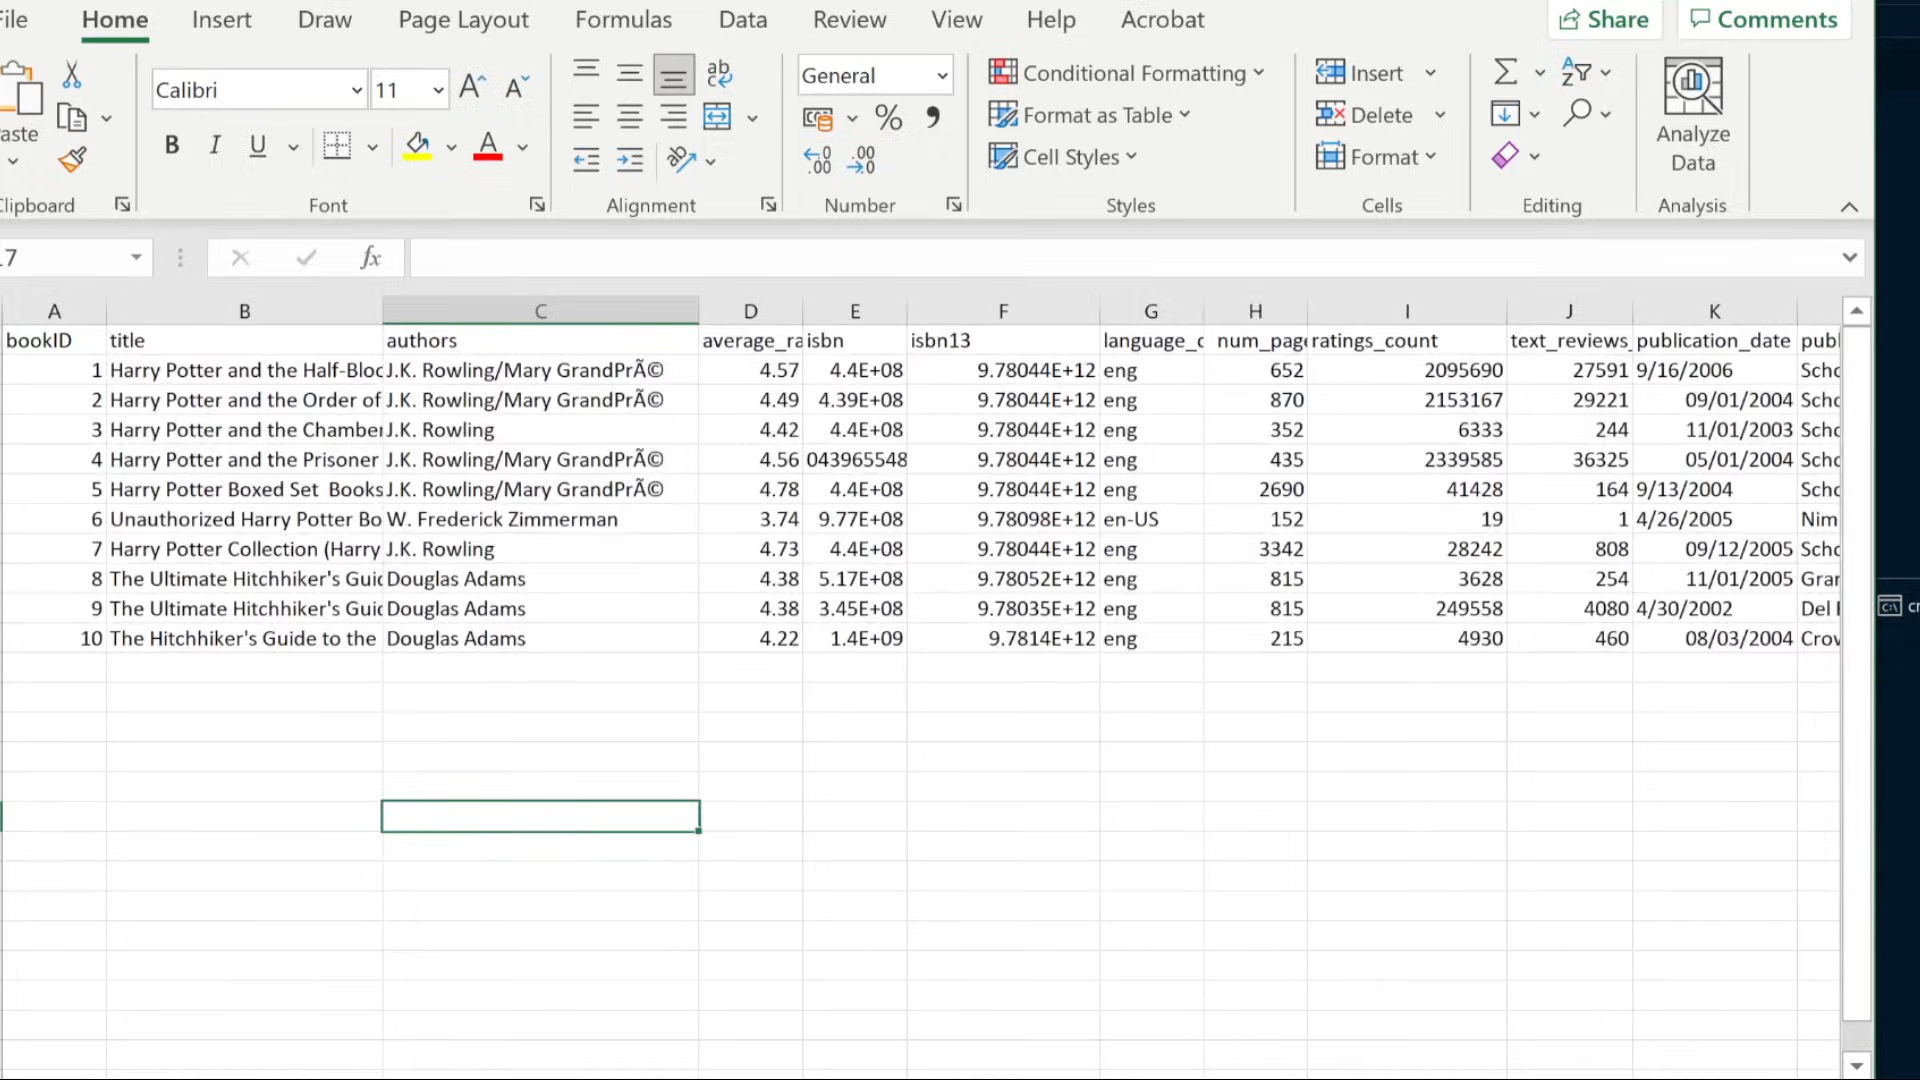 File Home Insert Draw Page Layout Formulas Data Review View Help Acrobat Share Comments
Calibri 11 General Conditional Formatting Insert
Format as Table Delete
B I U Cell Styles Format Analyze Data
Clipboard Font Alignment Number Styles Cells Editing Analysis
fx
A B C D E F G H I J K
bookID title authors average_ra isbn isbn13 language_c num_page ratings_count text_reviews_ publication_date publ
1 Harry Potter and the Half-Bloc J.K. Rowling/Mary GrandPrÃ© 4.57 4.4E+08 9.78044E+12 eng 652 2095690 27591 9/16/2006 Scho
2 Harry Potter and the Order of J.K. Rowling/Mary GrandPrÃ© 4.49 4.39E+08 9.78044E+12 eng 870 2153167 29221 09/01/2004 Scho
3 Harry Potter and the Chamber J.K. Rowling 4.42 4.4E+08 9.78044E+12 eng 352 6333 244 11/01/2003 Scho
4 Harry Potter and the Prisoner J.K. Rowling/Mary GrandPrÃ© 4.56 043965548 9.78044E+12 eng 435 2339585 36325 05/01/2004 Scho
5 Harry Potter Boxed Set Books J.K. Rowling/Mary GrandPrÃ© 4.78 4.4E+08 9.78044E+12 eng 2690 41428 164 9/13/2004 Scho
6 Unauthorized Harry Potter Bo W. Frederick Zimmerman 3.74 9.77E+08 9.78098E+12 en-US 152 19 1 4/26/2005 Nim
7 Harry Potter Collection (Harry J.K. Rowling 4.73 4.4E+08 9.78044E+12 eng 3342 28242 808 09/12/2005 Scho
8 The Ultimate Hitchhiker's Guid Douglas Adams 4.38 5.17E+08 9.78052E+12 eng 815 3628 254 11/01/2005 Gran
9 The Ultimate Hitchhiker's Guid Douglas Adams 4.38 3.45E+08 9.78035E+12 eng 815 249558 4080 4/30/2002 Del
10 The Hitchhiker's Guide to the Douglas Adams 4.22 1.4E+09 9.7814E+12 eng 215 4930 460 08/03/2004 Crow